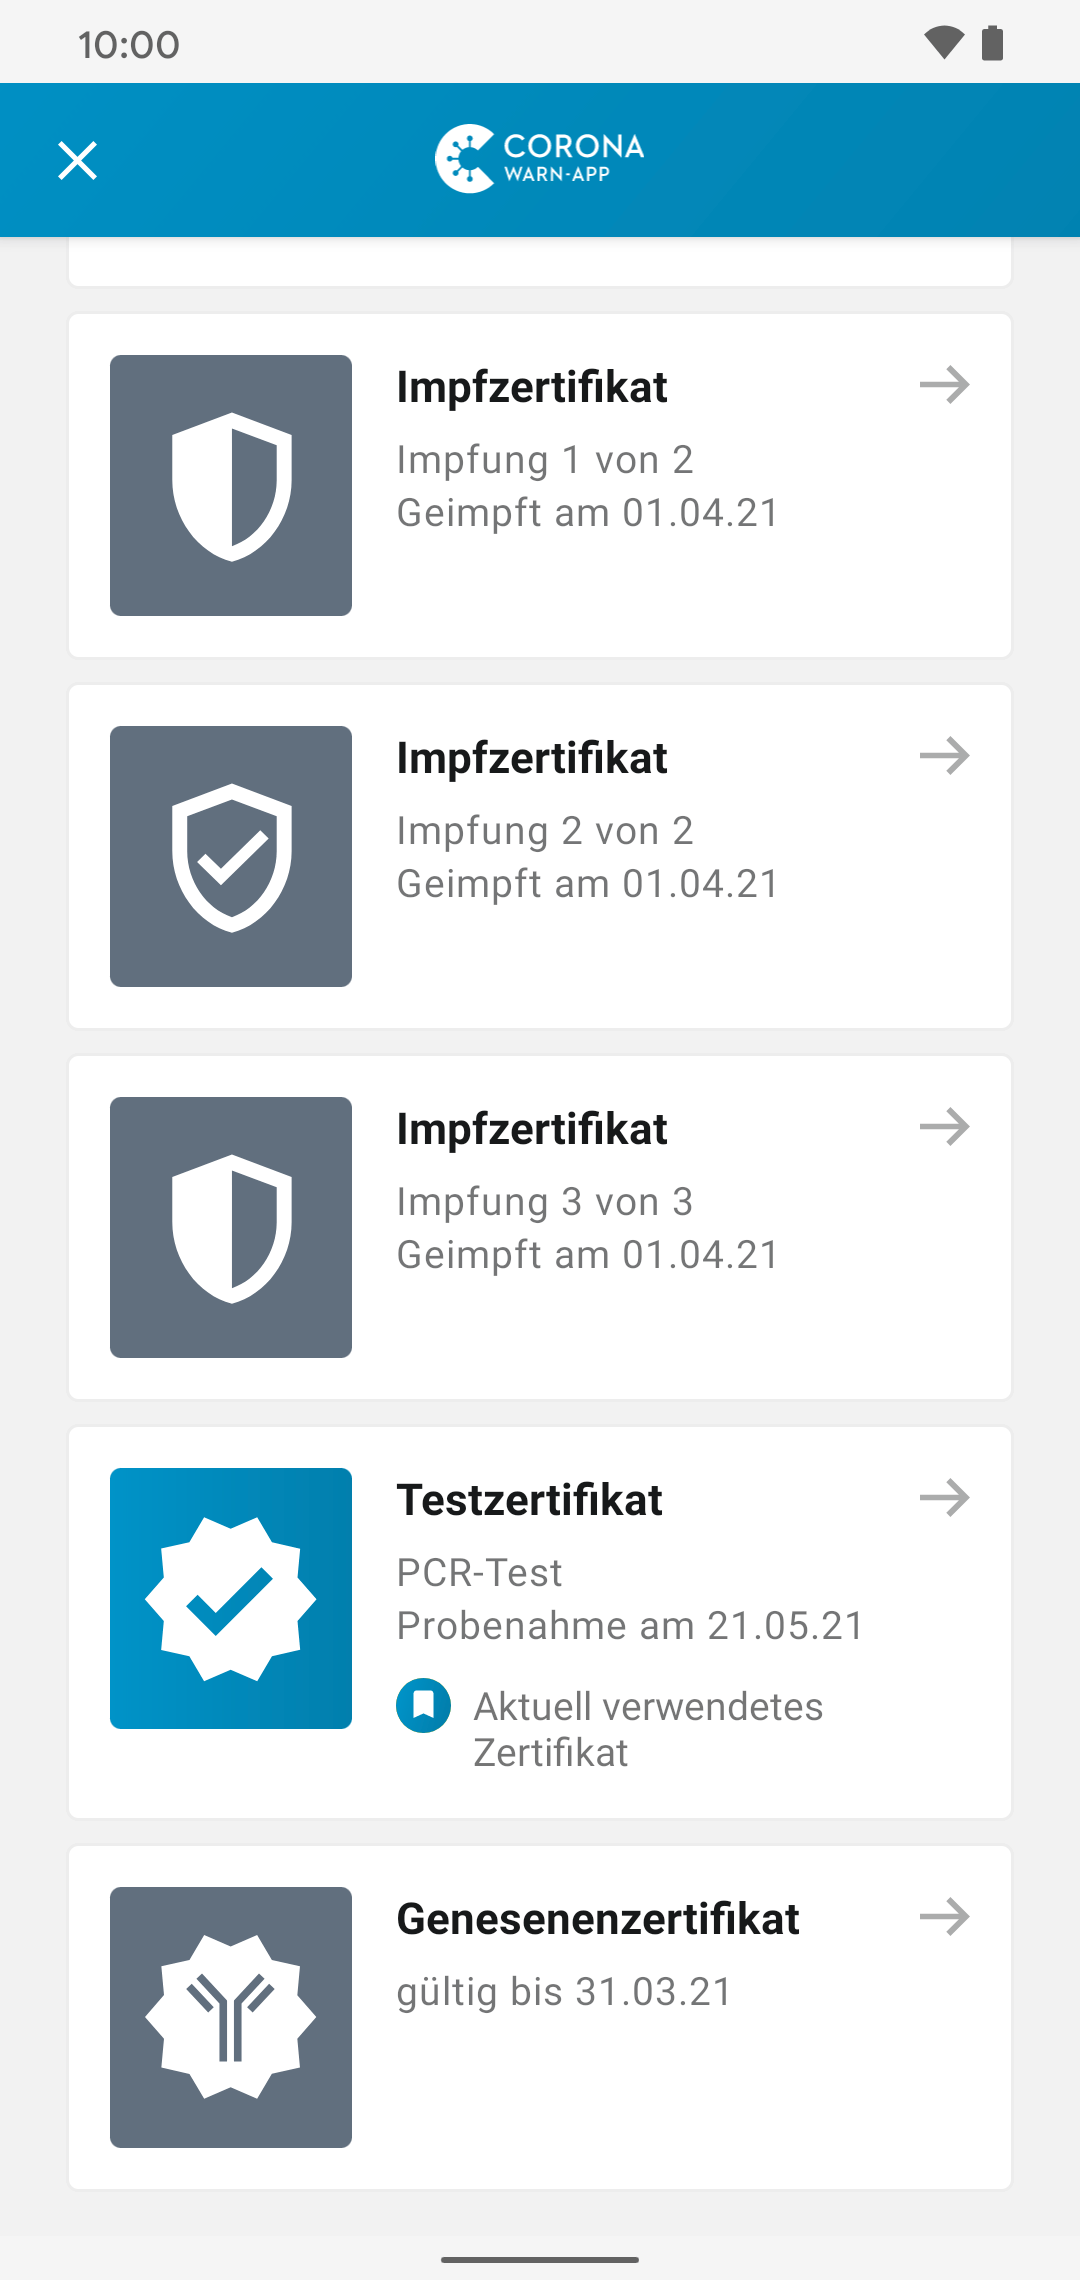 10:00
CORONA
WARN-APP
Impfzertifikat
Impfung 1 von 2
Geimpft am 01.04.21
Impfzertifikat
Impfung 2 von 2
Geimpft am 01.04.21
Impfzertifikat
Impfung 3 von 3
Geimpft am 01.04.21
Testzertifikat
PCR-Test
Probenahme am 21.05.21
Aktuell verwendetes
Zertifikat
Genesenenzertifikat
gültig bis 31.03.21